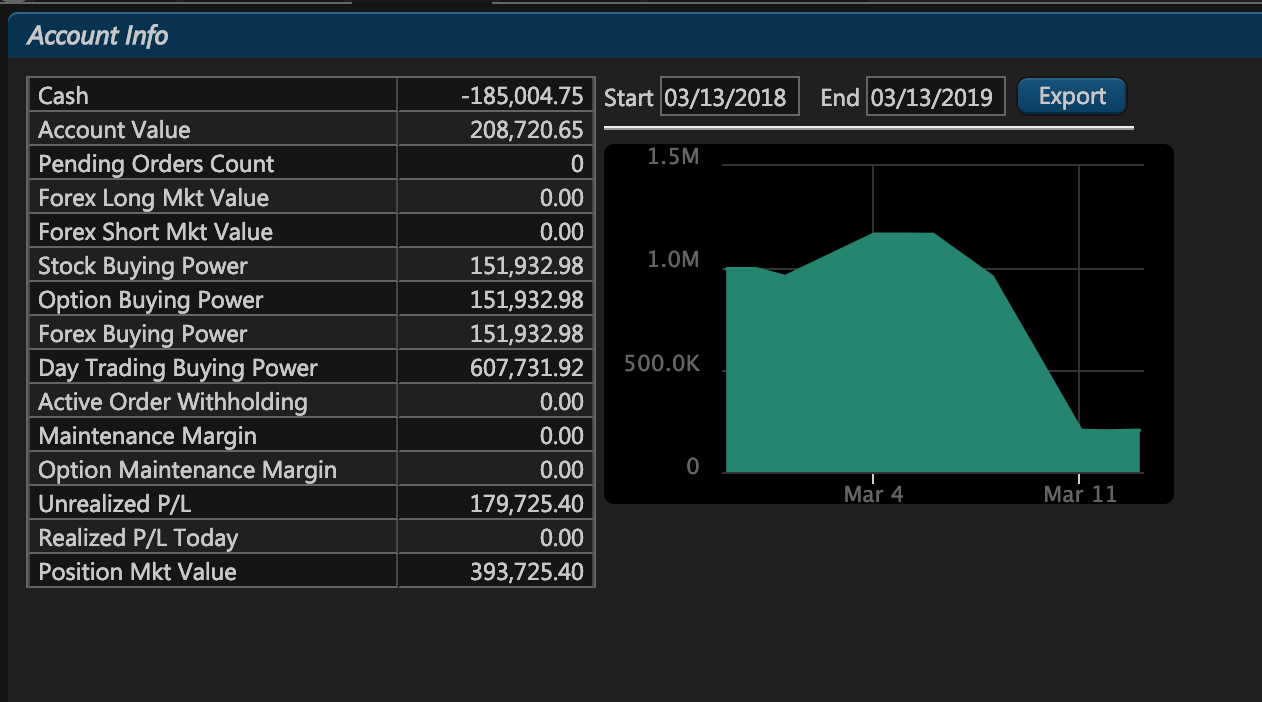 Account Info
Cash -185,004.75
Account Value 208,720.65
Pending Orders Count 0
Forex Long Mkt Value 0.00
Forex Short Mkt Value 0.00
Stock Buying Power 151,932.98
Option Buying Power 151,932.98
Forex Buying Power 151,932.98
Day Trading Buying Power 607,731.92
Active Order Withholding 0.00
Maintenance Margin 0.00
Option Maintenance Margin 0.00
Unrealized P/L 179,725.40
Realized P/L Today 0.00
Position Mkt Value 393,725.40
Start 03/13/2018 End 03/13/2019 Export
1.5M
1.0M
500.0K
0
Mar 4 Mar 11